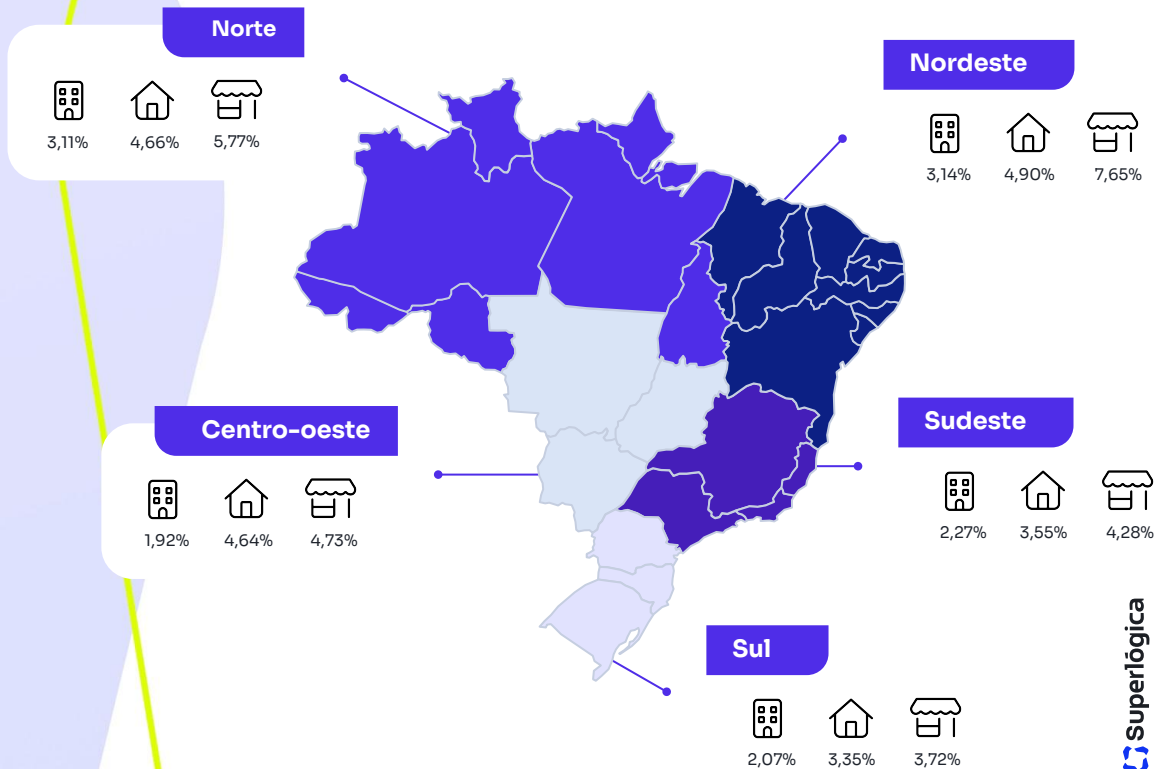 Norte
3,11% 4,66% 5,77%
Nordeste
3,14% 4,90% 7,65%
Centro-oeste
1,92% 4,64% 4,73%
Sudeste
2,27% 3,55% 4,28%
Sul
2,07% 3,35% 3,72%
Superlógica